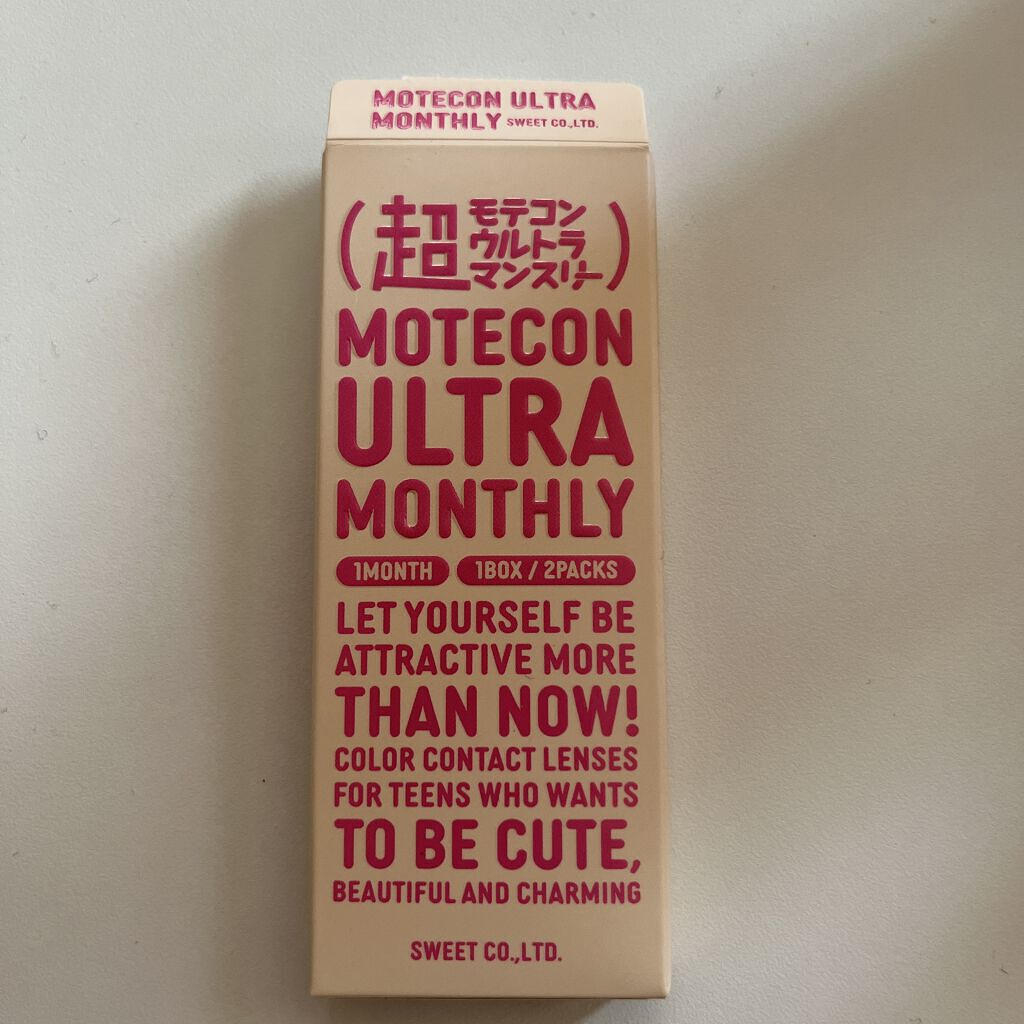 MOTECON ULTRA
MONTHLY SWEET CO.,LTD.
(超 モテコン
ウルトラ
マンスリー)
MOTECON
ULTRA
MONTHLY
1MONTH 1BOX / 2PACKS
LET YOURSELF BE
ATTRACTIVE MORE
THAN NOW!
COLOR CONTACT LENSES
FOR TEENS WHO WANTS
TO BE CUTE,
BEAUTIFUL AND CHARMING
SWEET CO.,LTD.